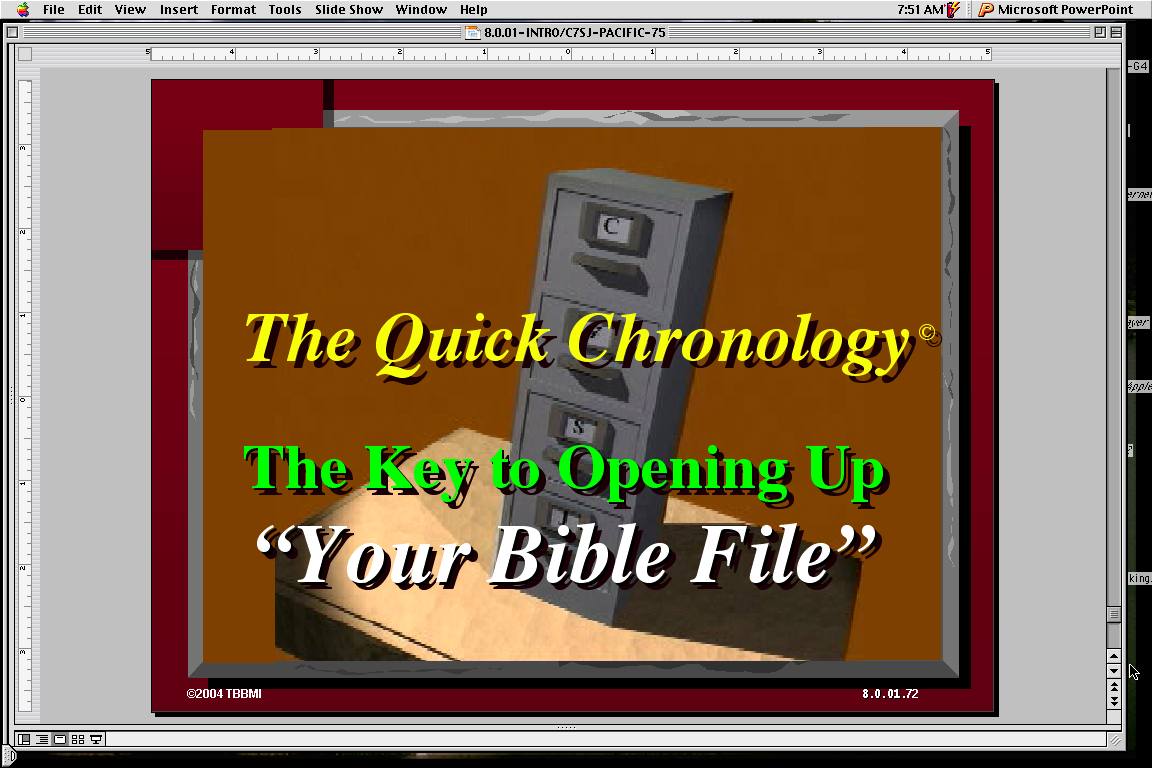 File Edit View Insert Format Tools Slide Show Window Help 7:51 AM Microsoft PowerPoint
8.0.01-INTRO/C7SJ-PACIFIC-75
-G4
C
The Quick Chronology©
S
The Key to Opening Up
“Your Bible File”
king.
©2004 TBBMI 8.0.01.72